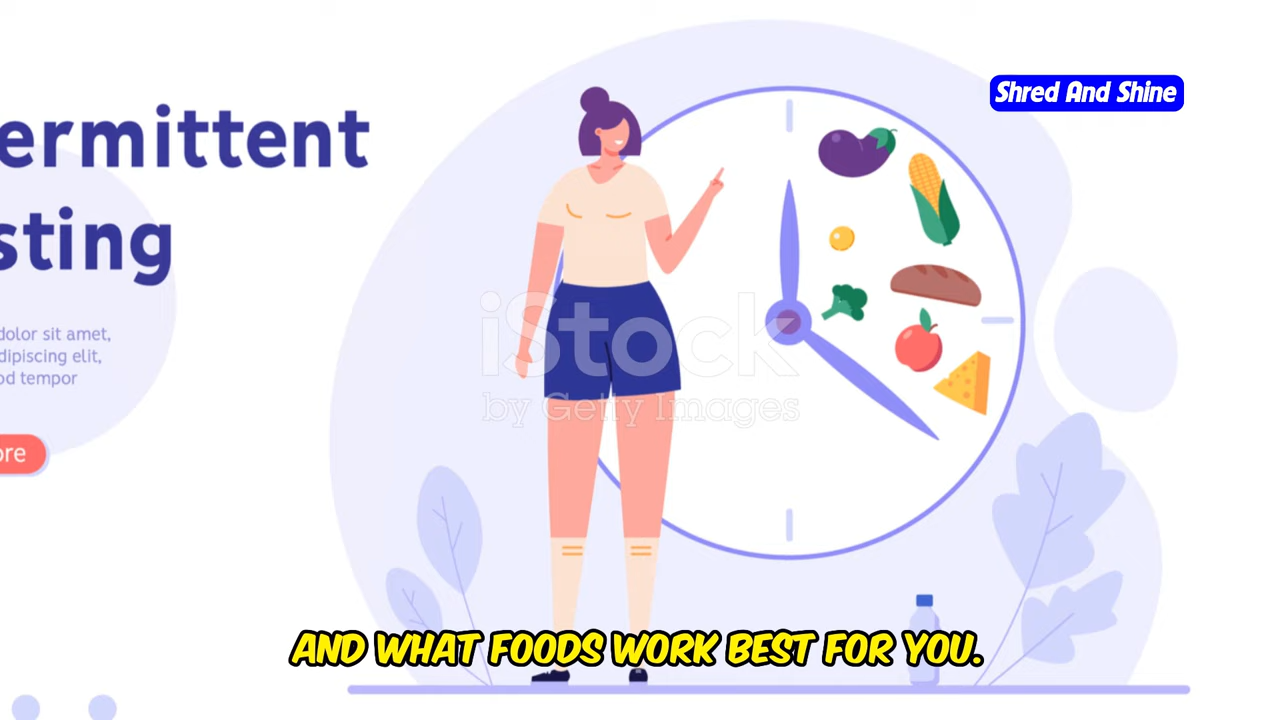 Shred And Shine
ermittent
sting
dolor sit amet,
dipiscing elit,
od tempor
ore
iStock
by Getty Images
AND WHAT FOODS WORK BEST FOR YOU.